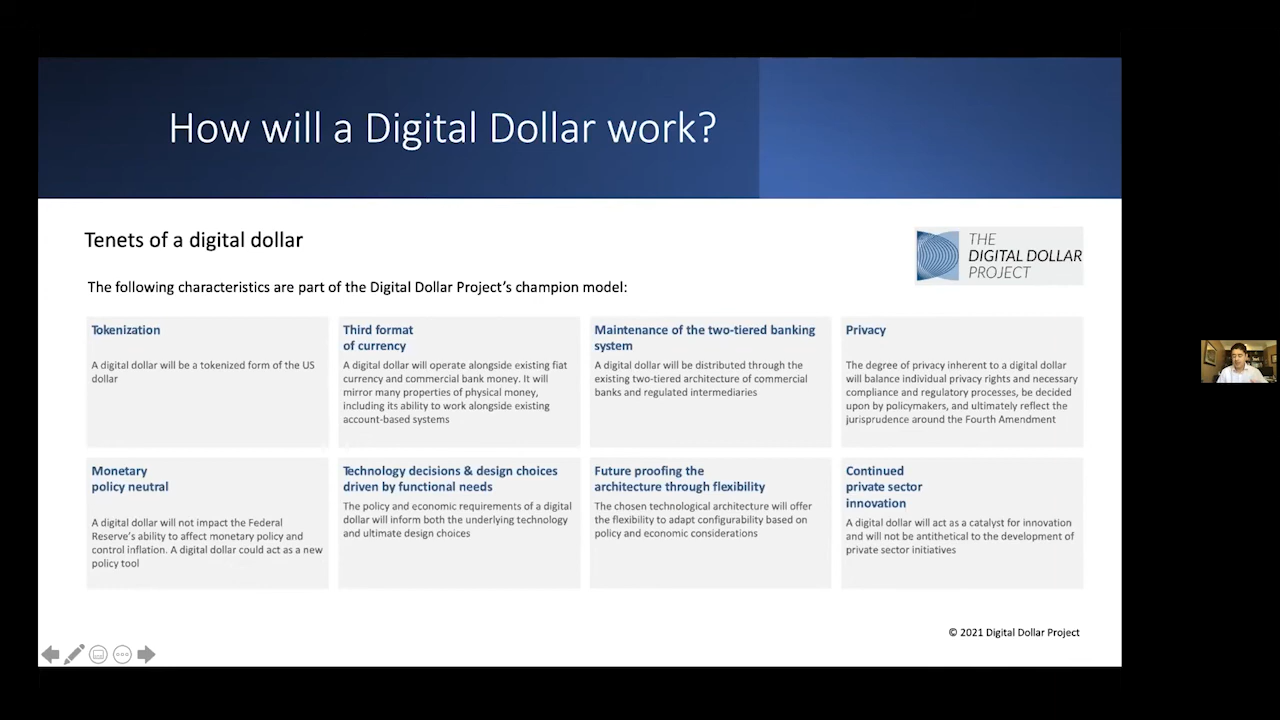 How will a Digital Dollar work?
Tenets of a digital dollar
THE
DIGITAL DOLLAR
PROJECT
The following characteristics are part of the Digital Dollar Project's champion model:
Tokenization
A digital dollar will be a tokenized form of the US
dollar
Third format
of currency
A digital dollar will operate alongside existing fiat
currency and commercial bank money. It will
mirror many properties of physical money,
including its ability to work alongside existing
account-based systems
Maintenance of the two-tiered banking
system
A digital dollar will be distributed through the
existing two-tiered architecture of commercial
banks and regulated intermediaries
Privacy
The degree of privacy inherent to a digital dollar
will balance individual privacy rights and necessary
compliance and regulatory processes, be decided
upon by policymakers, and ultimately reflect the
jurisprudence around the Fourth Amendment
Monetary
policy neutral
A digital dollar will not impact the Federal
Reserve's ability to affect monetary policy and
control inflation. A digital dollar could act as a new
policy tool
Technology decisions & design choices
driven by functional needs
The policy and economic requirements of a digital
dollar will inform both the underlying technology
and ultimate design choices
Future proofing the
architecture through flexibility
The chosen technological architecture will offer
the flexibility to adapt configurability based on
policy and economic considerations
Continued
private sector
innovation
A digital dollar will act as a catalyst for innovation
and will not be antithetical to the development of
private sector initiatives
© 2021 Digital Dollar Project